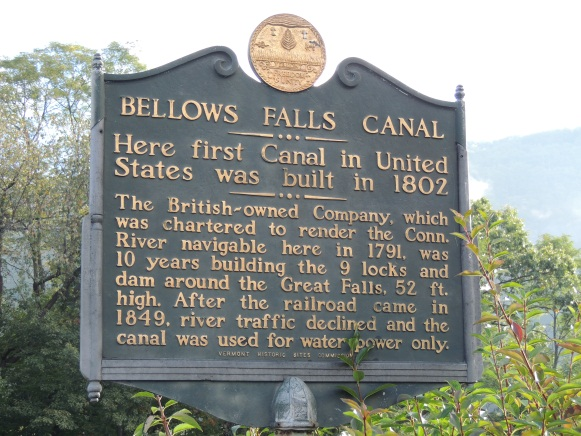 BELLOWS FALLS CANAL
Here first Canal in United
States was built in 1802
The British-owned Company, which
was chartered to render the Conn.
River navigable here in 1791, was
10 years building the 9 locks and
dam around the Great Falls, 52 ft.
high. After the railroad came in
1849, river traffic declined and the
canal was used for water power only.
VERMONT HISTORIC SITES COMMISSION